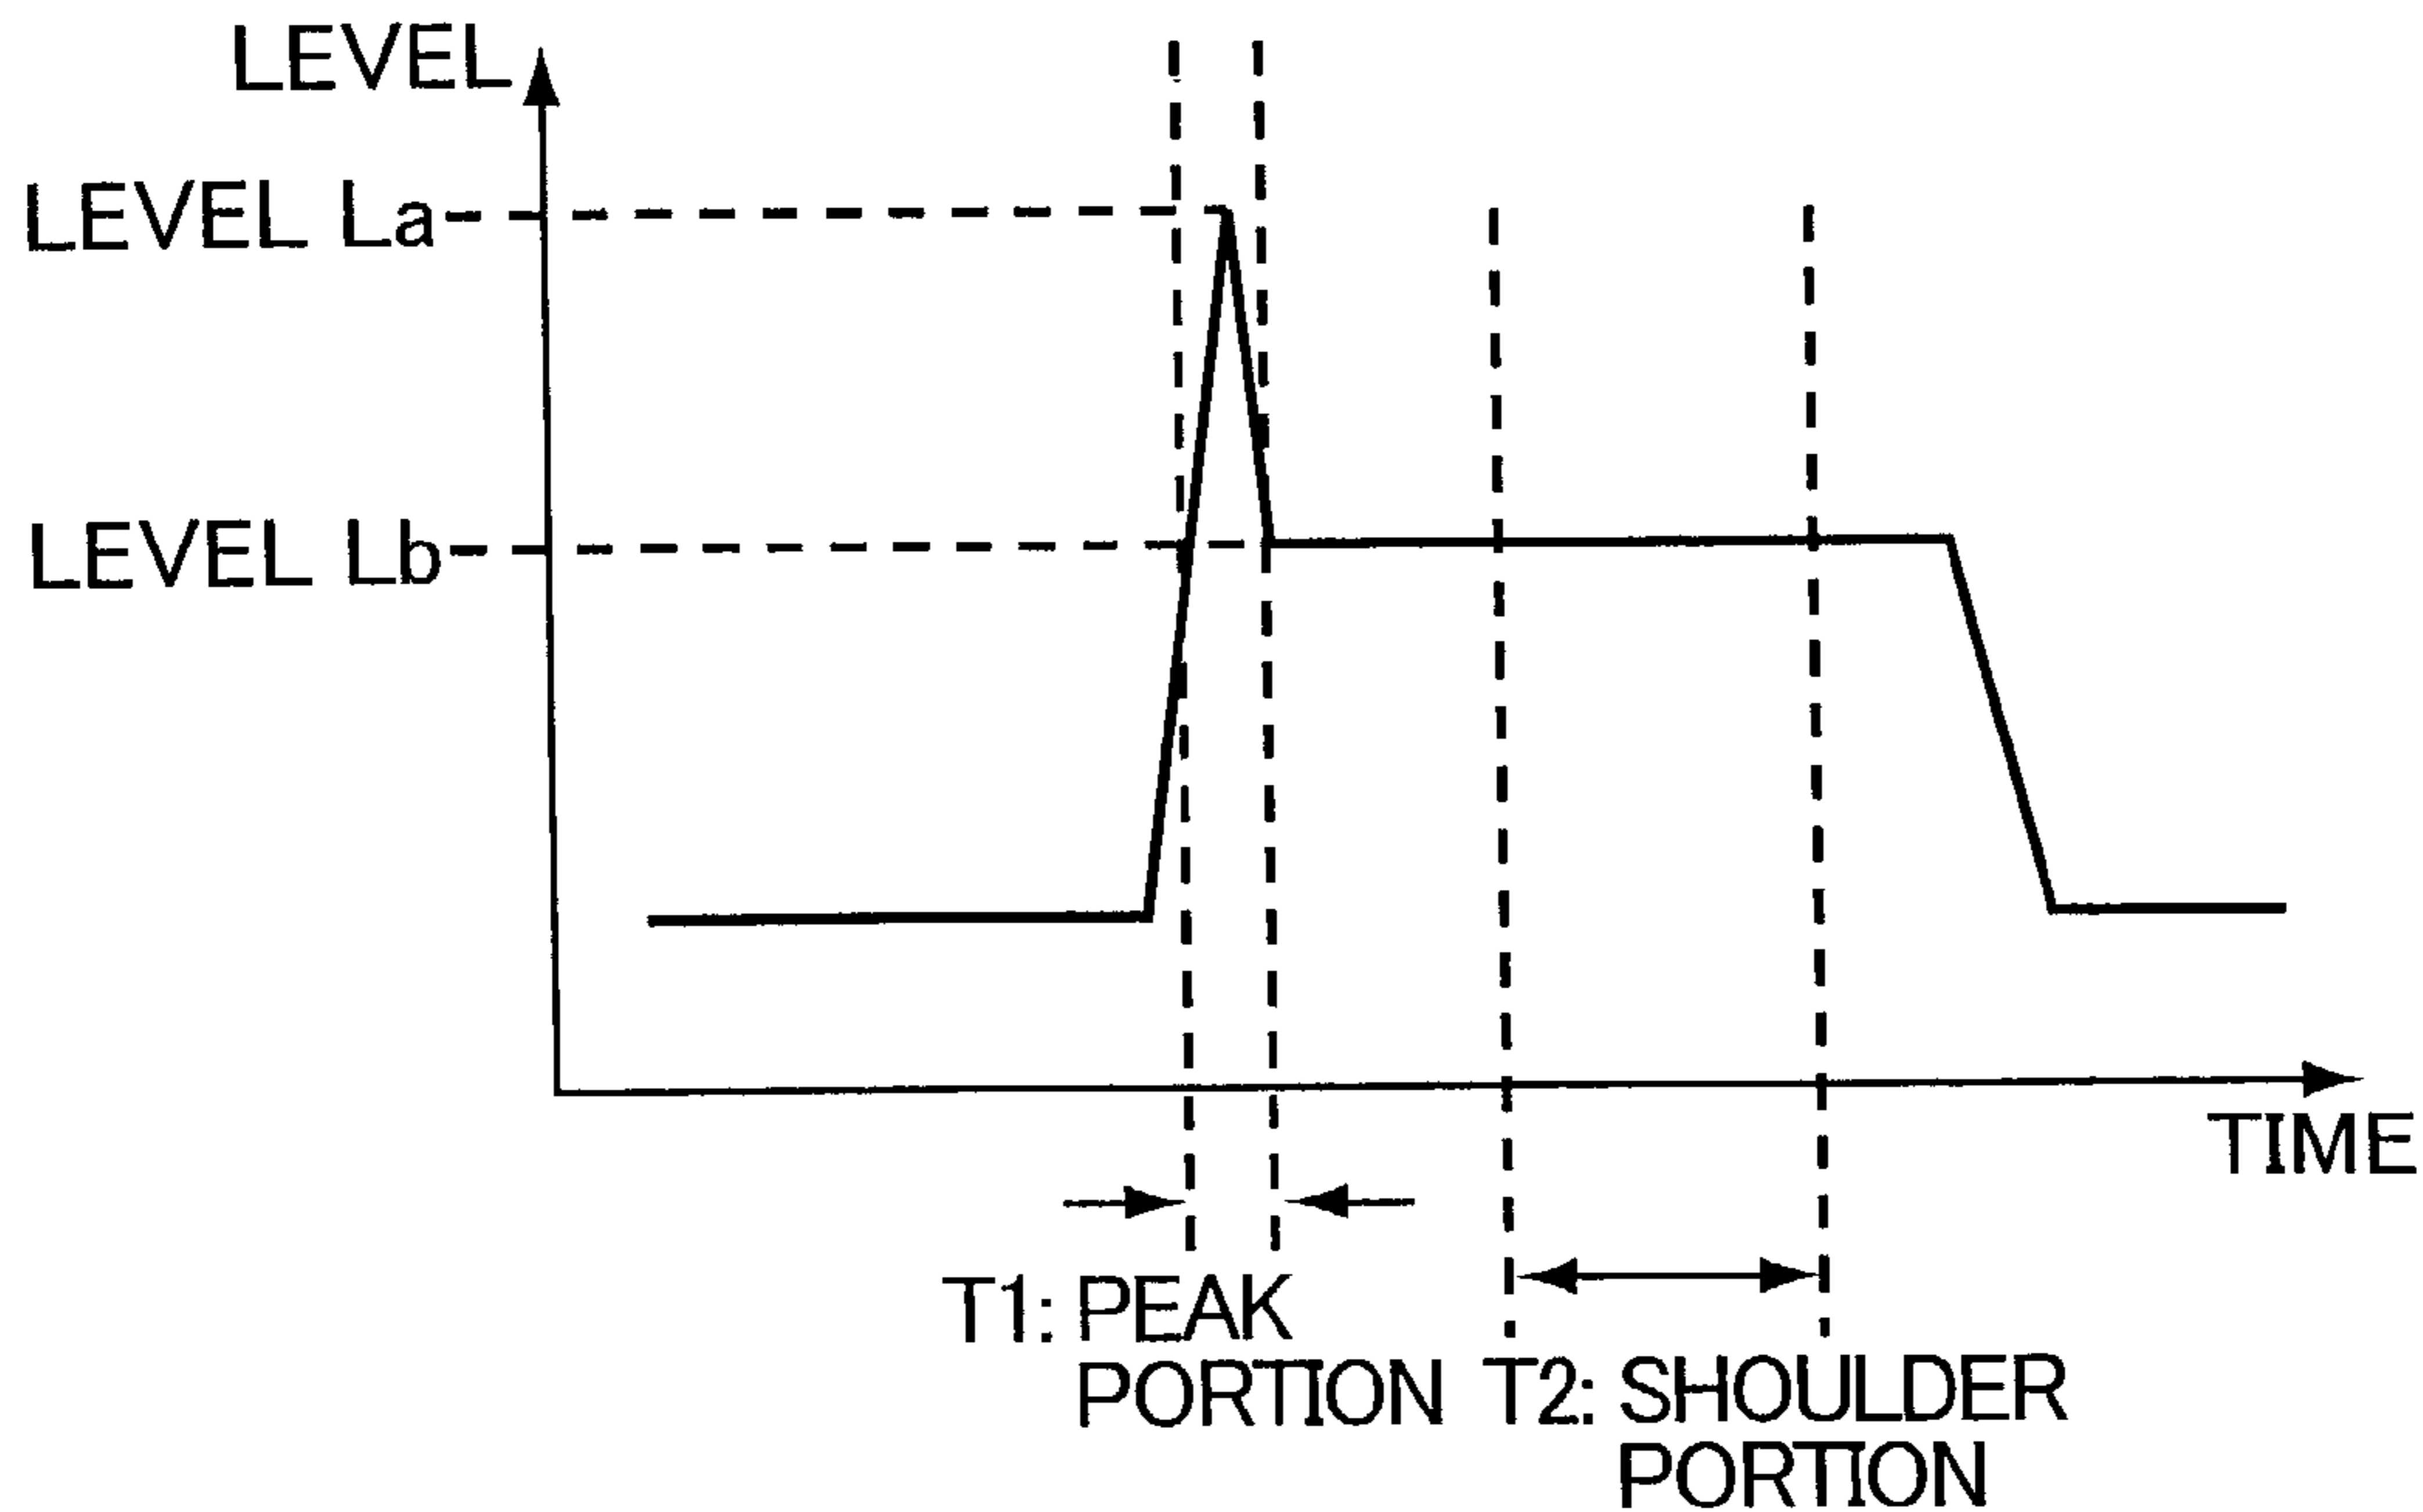 LEVEL
LEVEL La
LEVEL Lb
TIME
T1: PEAK
PORTION
T2: SHOULDER
PORTION